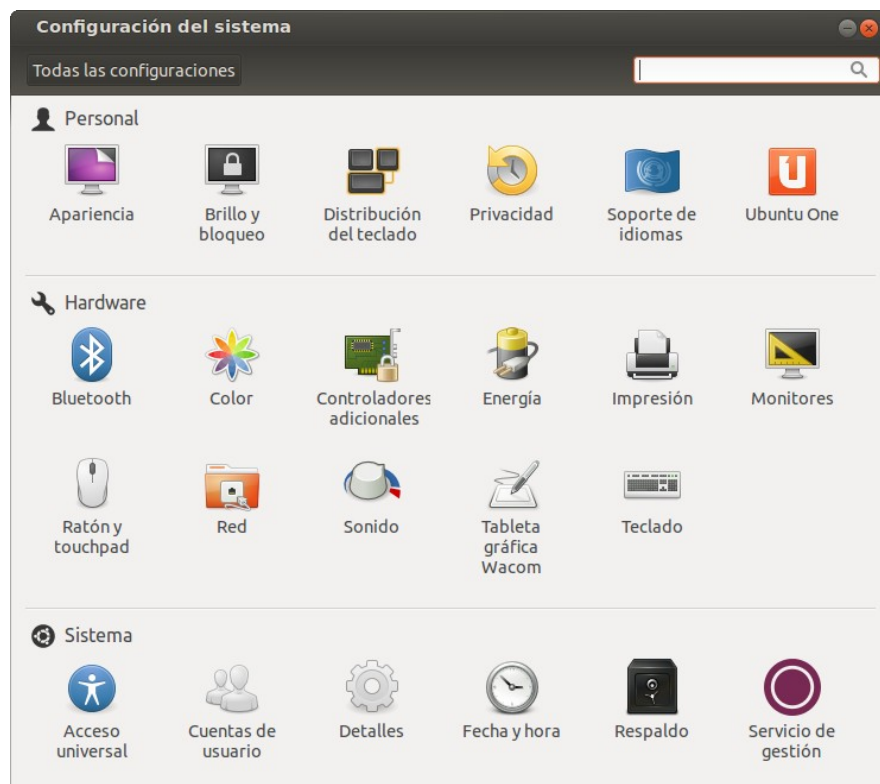 Configuración del sistema
Todas las configuraciones
Personal
Apariencia
Brillo y
bloqueo
Distribución
del teclado
Privacidad
Soporte de
idiomas
Ubuntu One
Hardware
Bluetooth
Color
Controladores
adicionales
Energía
Impresión
Monitores
Ratón y
touchpad
Red
Sonido
Tableta
gráfica
Wacom
Teclado
Sistema
Acceso
universal
Cuentas de
usuario
Detalles
Fecha y hora
Respaldo
Servicio de
gestión